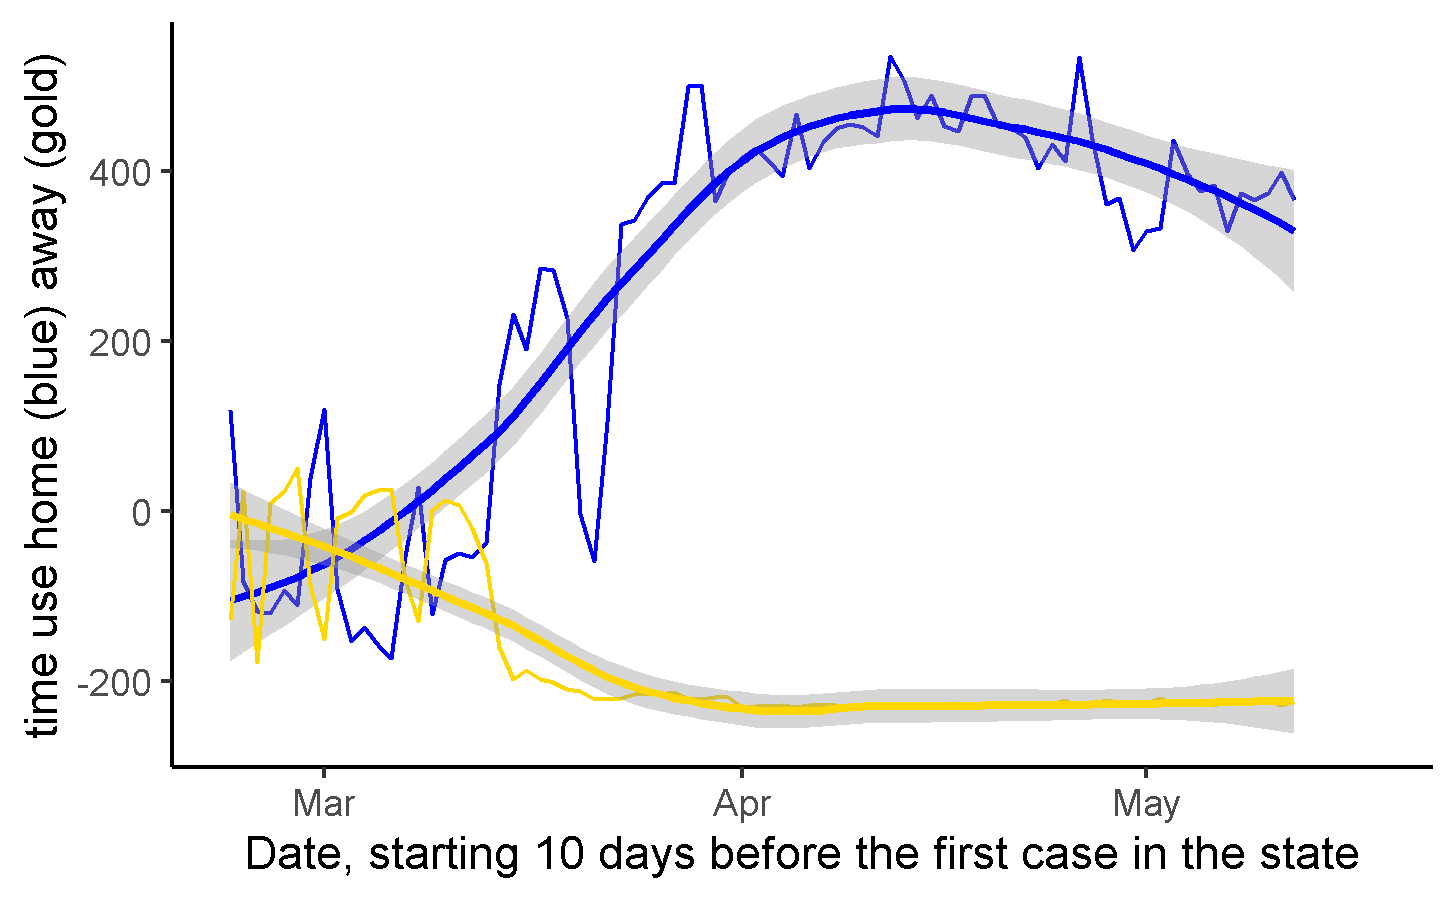 time use home (blue) away (gold)
400
200
0
-200
Mar
Apr
May
Date, starting 10 days before the first case in the state